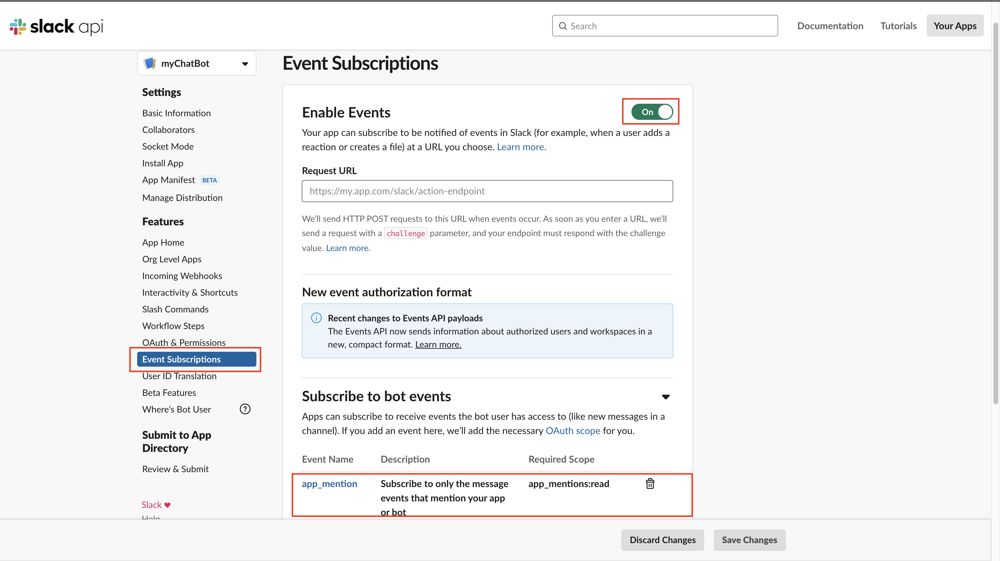 slack api
Search
Documentation
Tutorials
Your Apps
myChatBot
Settings
Basic Information
Collaborators
Socket Mode
Install App
App Manifest BETA
Manage Distribution
Features
App Home
Org Level Apps
Incoming Webhooks
Interactivity & Shortcuts
Slash Commands
Workflow Steps
OAuth & Permissions
Event Subscriptions
User ID Translation
Beta Features
Where’s Bot User ?
Submit to App
Directory
Review & Submit
Slack ♥
Help
Event Subscriptions
Enable Events
On
Your app can subscribe to be notified of events in Slack (for example, when a user adds a
reaction or creates a file) at a URL you choose. Learn more.
Request URL
https://my.app.com/slack/action-endpoint
We’ll send HTTP POST requests to this URL when events occur. As soon as you enter a URL, we’ll
send a request with a challenge parameter, and your endpoint must respond with the challenge
value. Learn more.
New event authorization format
Recent changes to Events API payloads
The Events API now sends information about authorized users and workspaces in a
new, compact format. Learn more.
Subscribe to bot events
Apps can subscribe to receive events the bot user has access to (like new messages in a
channel). If you add an event here, we’ll add the necessary OAuth scope for you.
Event Name Description Required Scope
app_mention Subscribe to only the message app_mentions:read
events that mention your app
or bot
Discard Changes
Save Changes